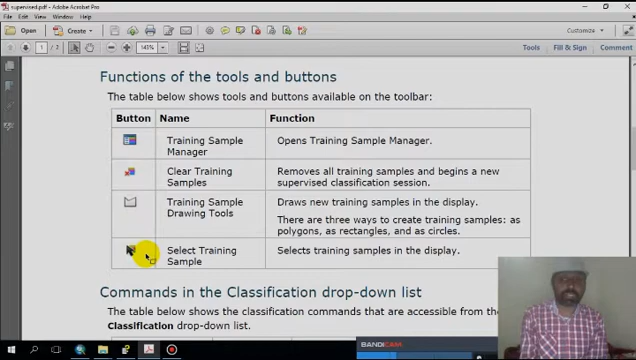 supervised.pdf - Adobe Acrobat Pro
File Edit View Window Help
Open Create Customize
1 / 3 141% Tools Fill & Sign Comment
Functions of the tools and buttons
The table below shows tools and buttons available on the toolbar:
Button Name Function
Training Sample Manager Opens Training Sample Manager.
Clear Training Samples Removes all training samples and begins a new supervised classification session.
Training Sample Drawing Tools Draws new training samples in the display.
There are three ways to create training samples: as polygons, as rectangles, and as circles.
Select Training Sample Selects training samples in the display.
Commands in the Classification drop-down list
The table below shows the classification commands that are accessible from the
Classification drop-down list.
BANDICAM